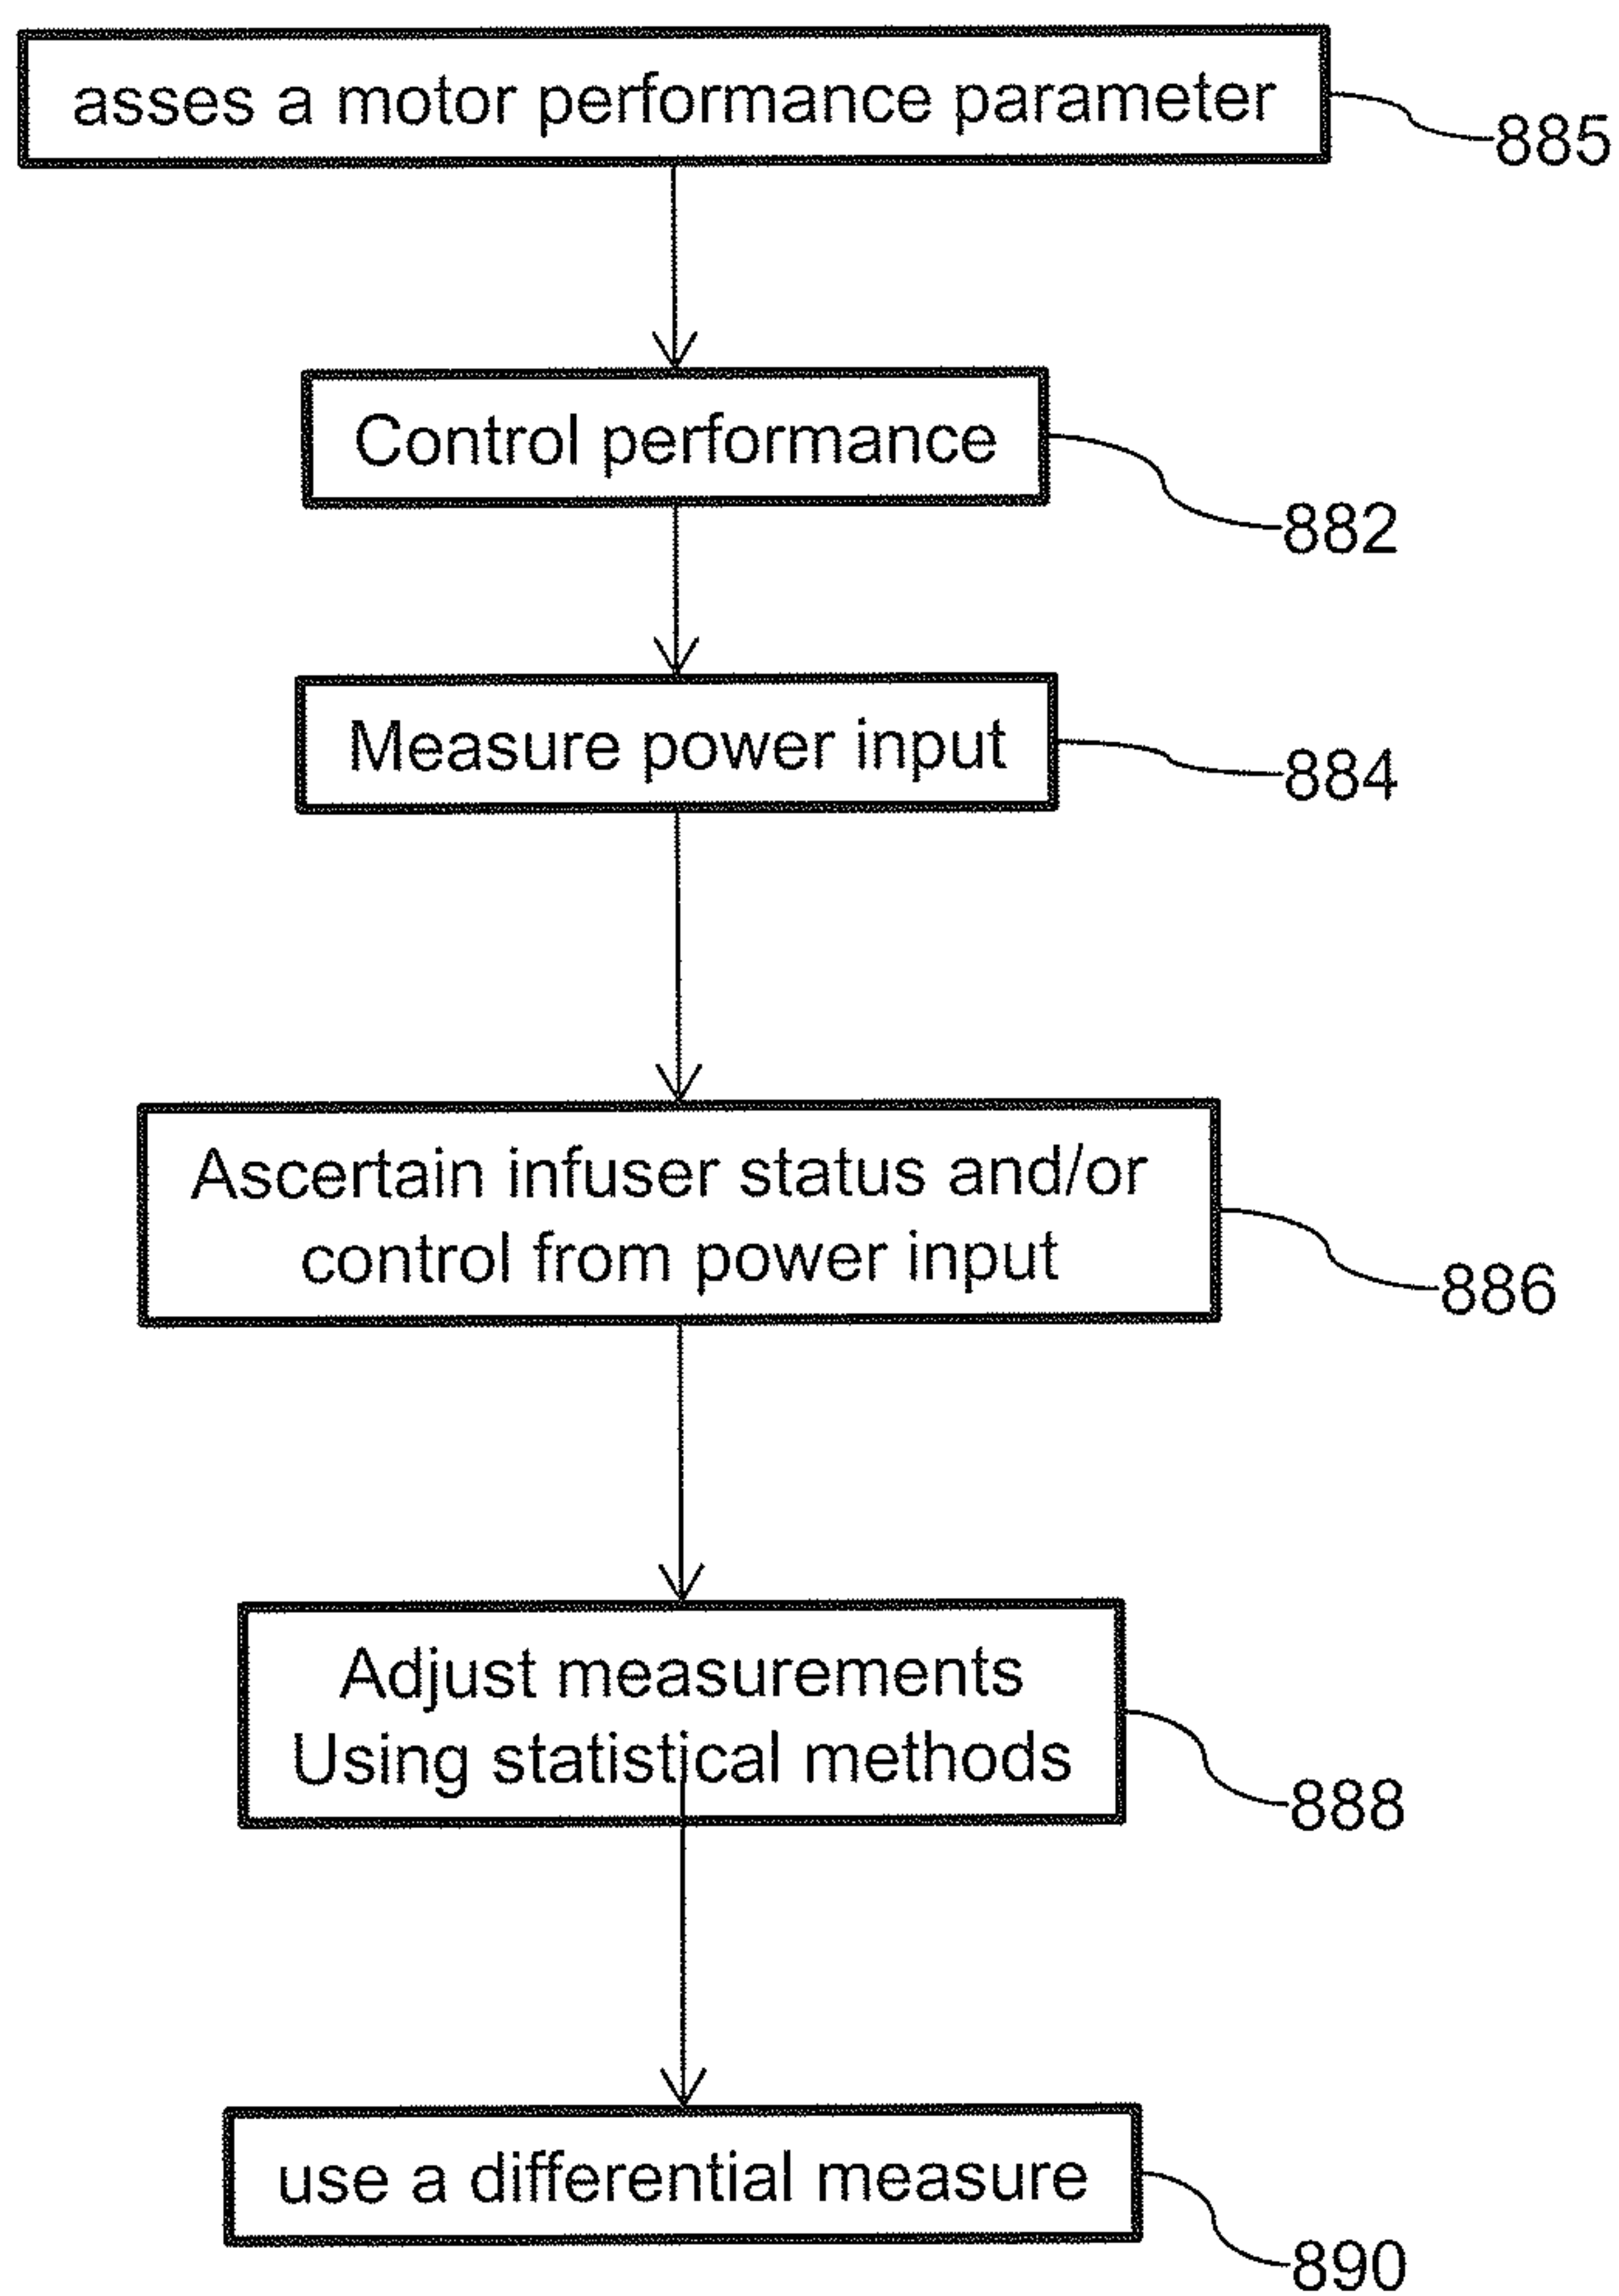 asses a motor performance parameter
885
Control performance
882
Measure power input
884
Ascertain infuser status and/or
control from power input
886
Adjust measurements
Using statistical methods
888
use a differential measure
890